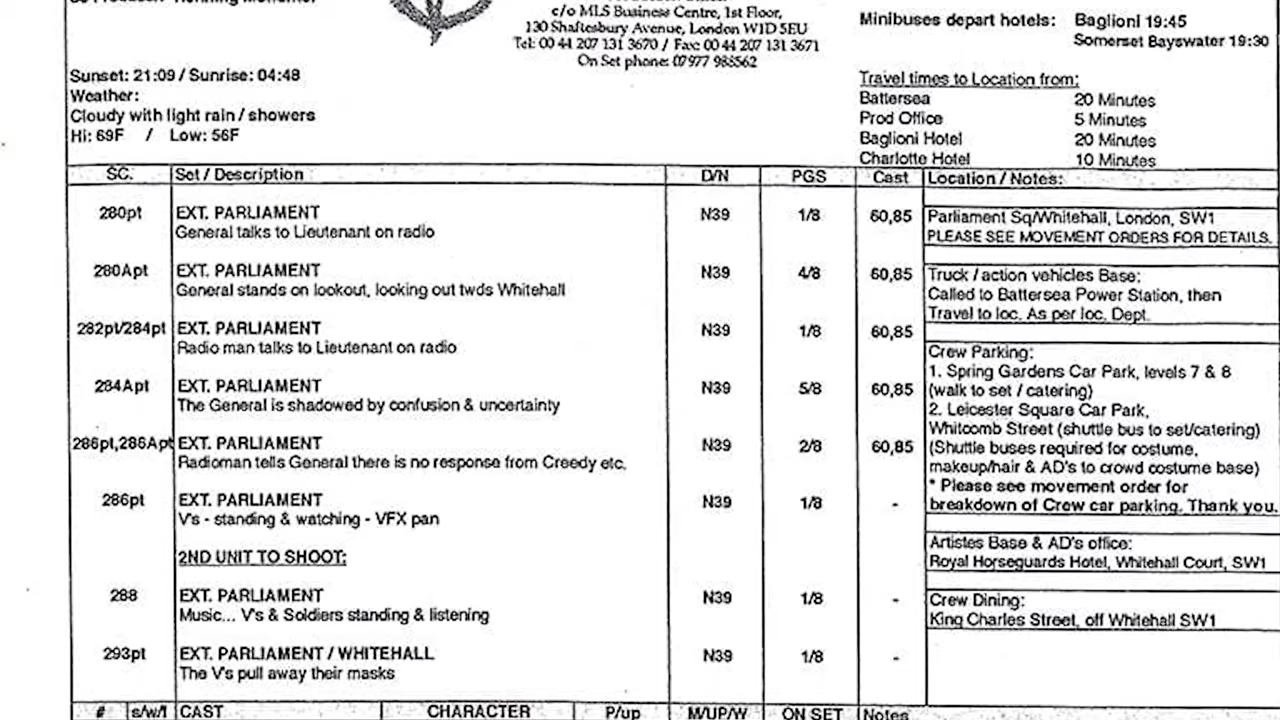 c/o MLS Business Centre, 1st Floor,
130 Shaftesbury Avenue, London W1D 5EU
Tel: 00 44 207 131 3670 / Fax: 00 44 207 131 3671
On Set phone: 07977 988562
Minibuses depart hotels: Baglioni 19:45
Somerset Bayswater 19:30
Sunset: 21:09 / Sunrise: 04:48
Weather:
Cloudy with light rain / showers
Hi: 69F / Low: 56F
Travel times to Location from:
Battersea 20 Minutes
Prod Office 5 Minutes
Baglioni Hotel 20 Minutes
Charlotte Hotel 10 Minutes
SC. Set / Description D/N PGS Cast Location / Notes:
280pt EXT. PARLIAMENT N39 1/8 60,85
General talks to Lieutenant on radio
280Apt EXT. PARLIAMENT N39 4/8 60,85
General stands on lookout, looking out twds Whitehall
282pt/284pt EXT. PARLIAMENT N39 1/8 60,85
Radio man talks to Lieutenant on radio
284Apt EXT. PARLIAMENT N39 5/8 60,85
The General is shadowed by confusion & uncertainty
286pt,286Apt EXT. PARLIAMENT N39 2/8 60,85
Radioman tells General there is no response from Creedy etc.
286pt EXT. PARLIAMENT N39 1/8 -
V's - standing & watching - VFX pan
2ND UNIT TO SHOOT:
288 EXT. PARLIAMENT N39 1/8 -
Music... V's & Soldiers standing & listening
293pt EXT. PARLIAMENT / WHITEHALL N39 1/8 -
The V's pull away their masks
Parliament Sq/Whitehall, London, SW1
PLEASE SEE MOVEMENT ORDERS FOR DETAILS.
Truck / action vehicles Base:
Called to Battersea Power Station, then
Travel to loc. As per loc. Dept.
Crew Parking:
1. Spring Gardens Car Park, levels 7 & 8
(walk to set / catering)
2. Leicester Square Car Park,
Whitcomb Street (shuttle bus to set/catering)
(Shuttle buses required for costume,
makeup/hair & AD's to crowd costume base)
* Please see movement order for
breakdown of Crew car parking. Thank you.
Artistes Base & AD's office:
Royal Horseguards Hotel, Whitehall Court, SW1
Crew Dining:
King Charles Street, off Whitehall SW1
# s/w/f CAST CHARACTER P/up M/UP/W ON SET Notes